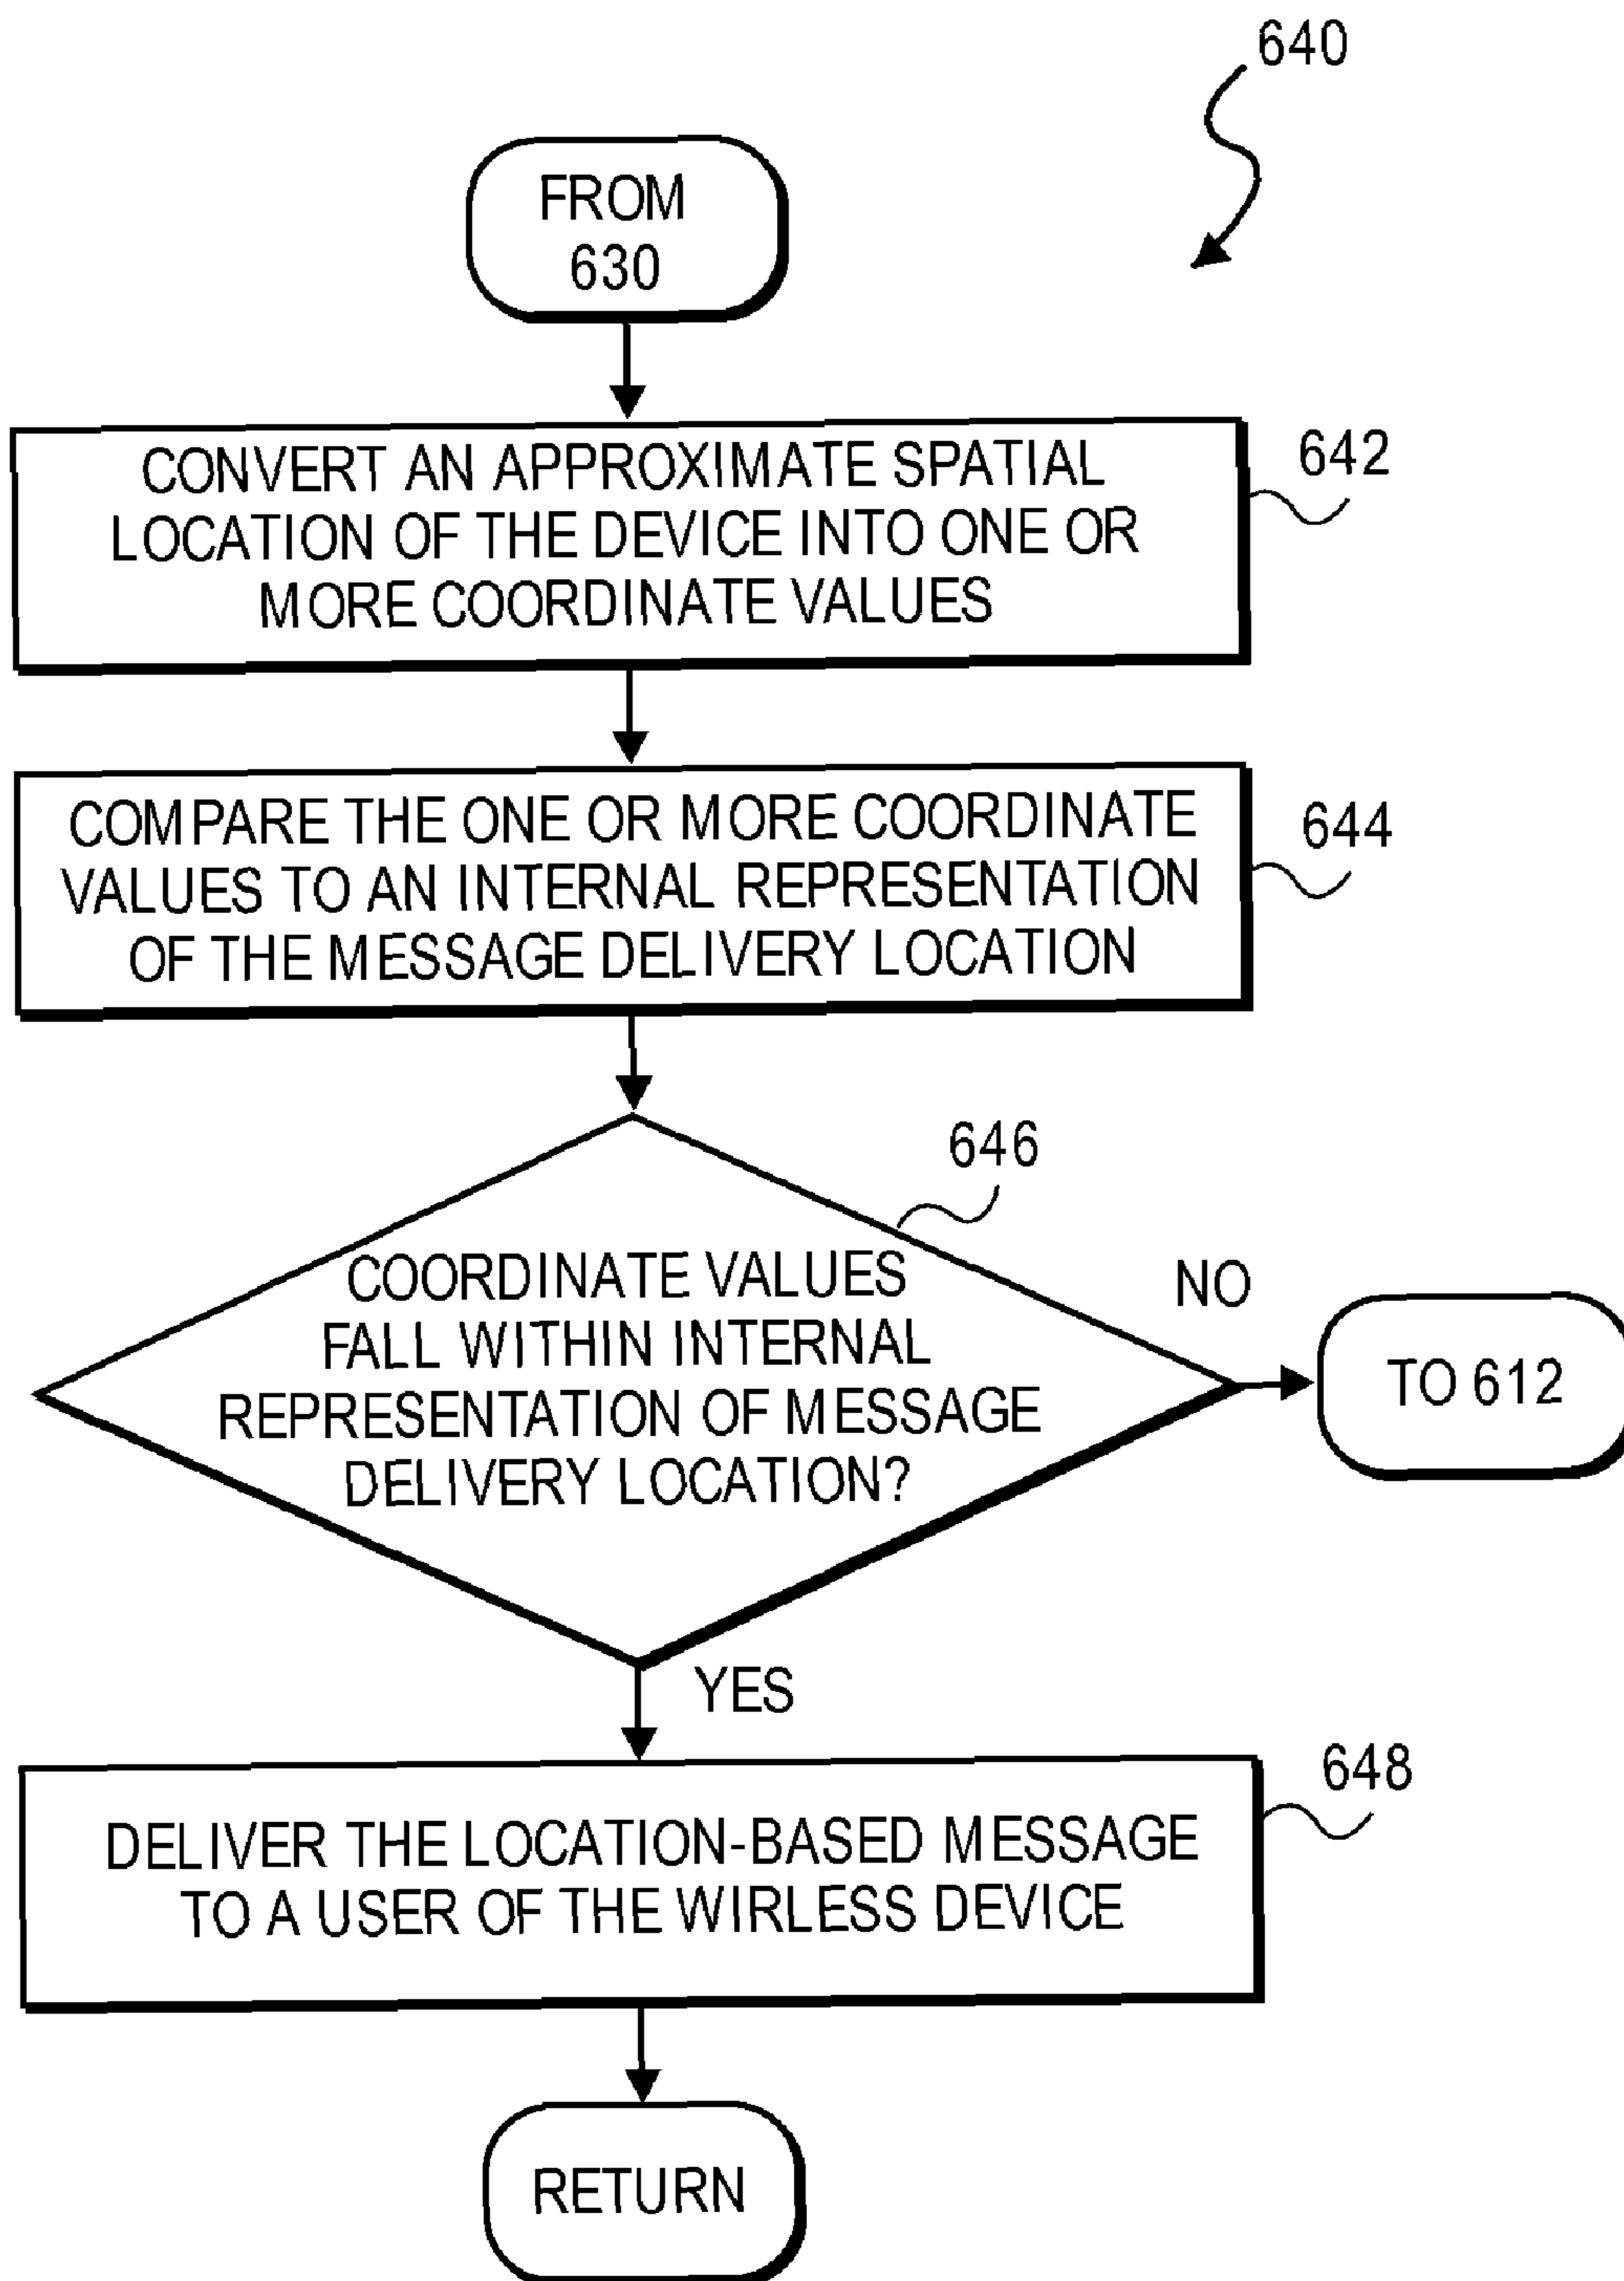 640
FROM
630
CONVERT AN APPROXIMATE SPATIAL
LOCATION OF THE DEVICE INTO ONE OR
MORE COORDINATE VALUES
642
COMPARE THE ONE OR MORE COORDINATE
VALUES TO AN INTERNAL REPRESENTATION
OF THE MESSAGE DELIVERY LOCATION
644
646
COORDINATE VALUES
FALL WITHIN INTERNAL
REPRESENTATION OF MESSAGE
DELIVERY LOCATION?
NO
TO 612
YES
648
DELIVER THE LOCATION-BASED MESSAGE
TO A USER OF THE WIRLESS DEVICE
RETURN